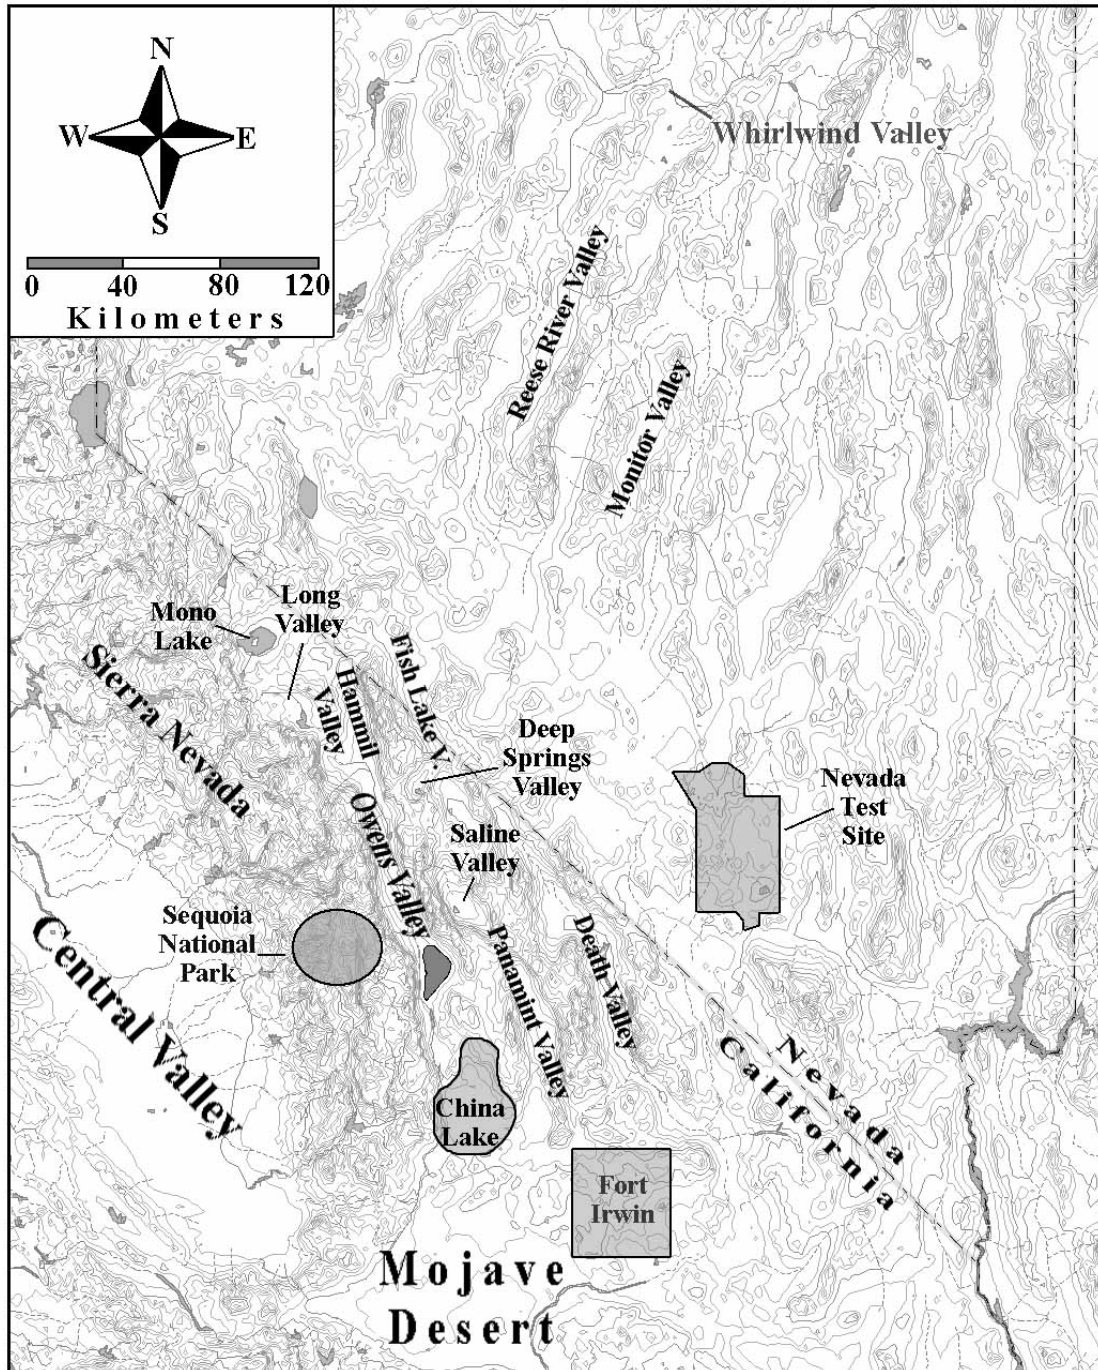 N
W E
S
0 40 80 120
Kilometers
Whirlwind Valley
Reese River Valley
Monitor Valley
Long
Valley
Mono
Lake
Sierra Nevada
Hammil
Valley
Fish Lake V.
Deep
Springs
Valley
Nevada
Test
Site
Owens Valley
Saline
Valley
Sequoia
National
Park
Central Valley
Panamint Valley
Death Valley
Nevada
California
China
Lake
Fort
Irwin
Mojave
Desert